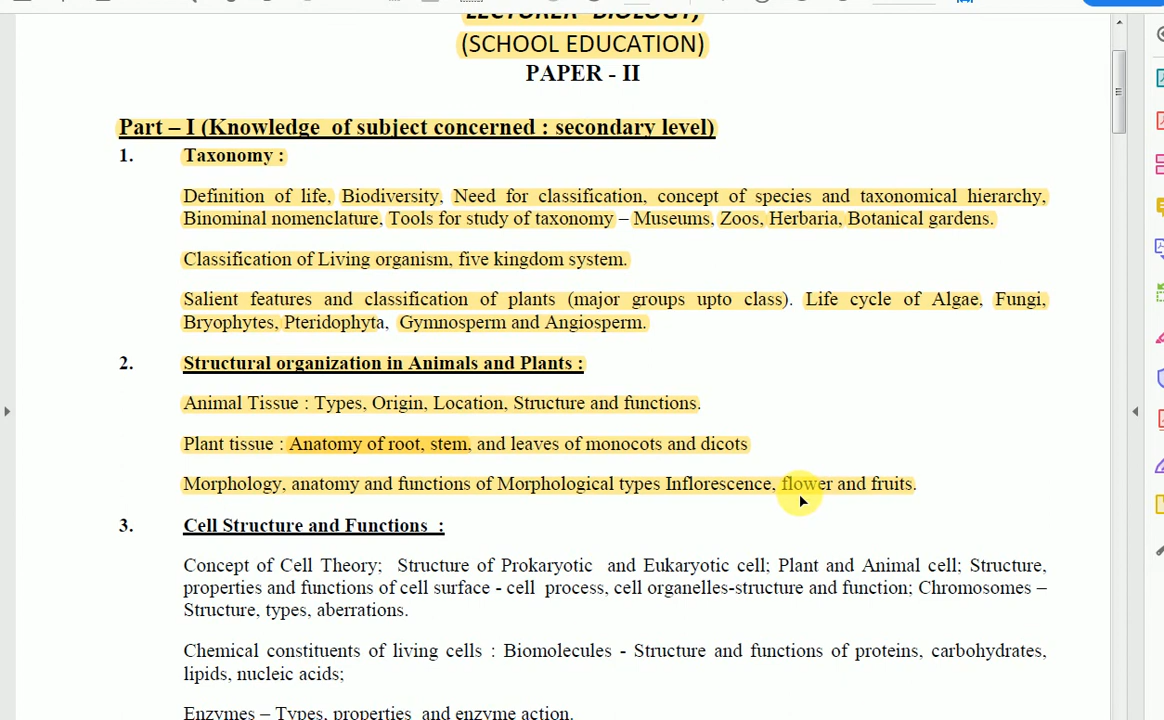 LECTURER BIOLOGY)
(SCHOOL EDUCATION)
PAPER - II
Part – I (Knowledge of subject concerned : secondary level)
1. Taxonomy :
Definition of life, Biodiversity, Need for classification, concept of species and taxonomical hierarchy,
Binominal nomenclature, Tools for study of taxonomy – Museums, Zoos, Herbaria, Botanical gardens.
Classification of Living organism, five kingdom system.
Salient features and classification of plants (major groups upto class). Life cycle of Algae, Fungi,
Bryophytes, Pteridophyta, Gymnosperm and Angiosperm.
2. Structural organization in Animals and Plants :
Animal Tissue : Types, Origin, Location, Structure and functions.
Plant tissue : Anatomy of root, stem, and leaves of monocots and dicots
Morphology, anatomy and functions of Morphological types Inflorescence, flower and fruits.
3. Cell Structure and Functions :
Concept of Cell Theory; Structure of Prokaryotic and Eukaryotic cell; Plant and Animal cell; Structure,
properties and functions of cell surface - cell process, cell organelles-structure and function; Chromosomes –
Structure, types, aberrations.
Chemical constituents of living cells : Biomolecules - Structure and functions of proteins, carbohydrates,
lipids, nucleic acids;
Enzymes – Types, properties and enzyme action.